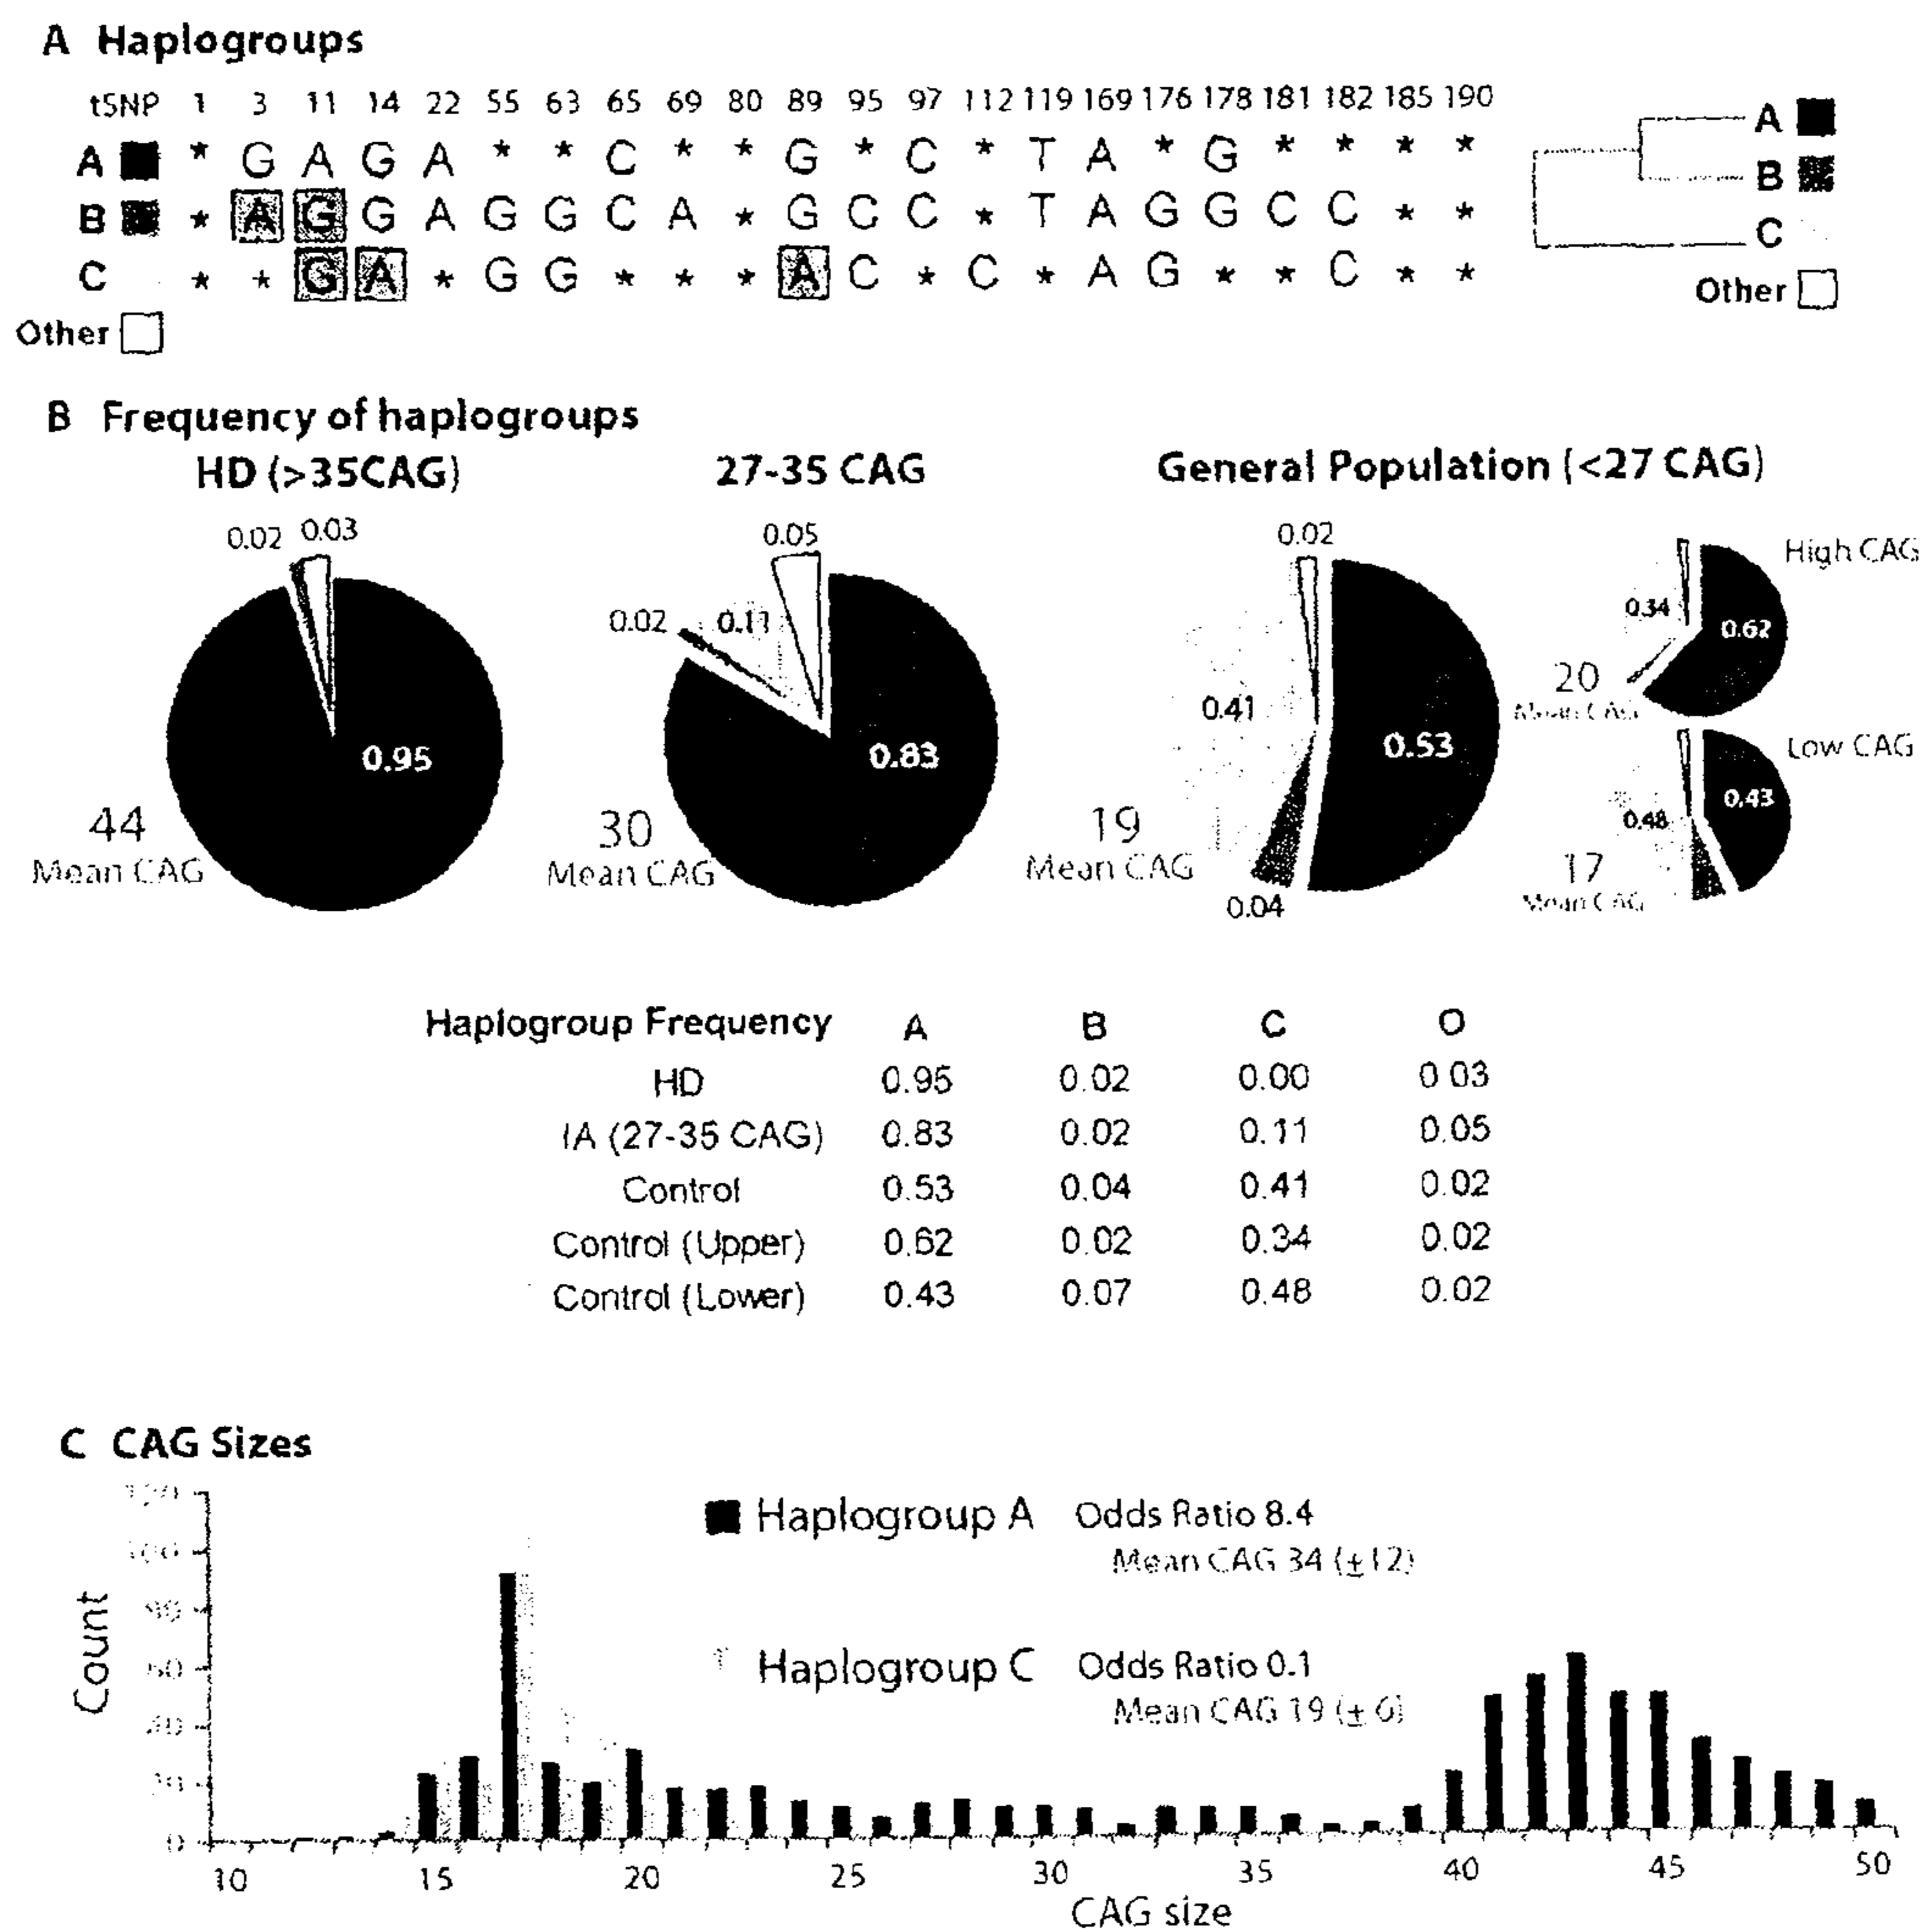 A Haplogroups
tSNP 1 3 11 14 22 55 63 65 69 80 89 95 97 112 119 169 176 178 181 182 185 190
A * G A G A * * C * * G * C * T A * G * * * *
B * A G G A G G C A * G C C * T A G G C C * *
C * * G A * G G * * * A C * C * A G * * C * *
Other
A
B
C
Other
B Frequency of haplogroups
HD (>35CAG)
27-35 CAG
General Population (<27 CAG)
0.02 0.03
0.95
44
Mean CAG
0.05
0.02
0.11
0.83
30
Mean CAG
0.02
0.41
0.53
0.04
19
Mean CAG
High CAG
0.34
0.62
20
Mean CAG
Low CAG
0.48
0.43
17
Mean CAG
Haplogroup Frequency A B C O
HD 0.95 0.02 0.00 0 03
IA (27-35 CAG) 0.83 0.02 0.11 0.05
Control 0.53 0.04 0.41 0.02
Control (Upper) 0.62 0.02 0.34 0.02
Control (Lower) 0.43 0.07 0.48 0.02
C CAG Sizes
Haplogroup A Odds Ratio 8.4
Mean CAG 34 (±12)
Haplogroup C Odds Ratio 0.1
Mean CAG 19 (± 6)
Count
0
10 15 20 25 30 35 40 45 50
CAG size